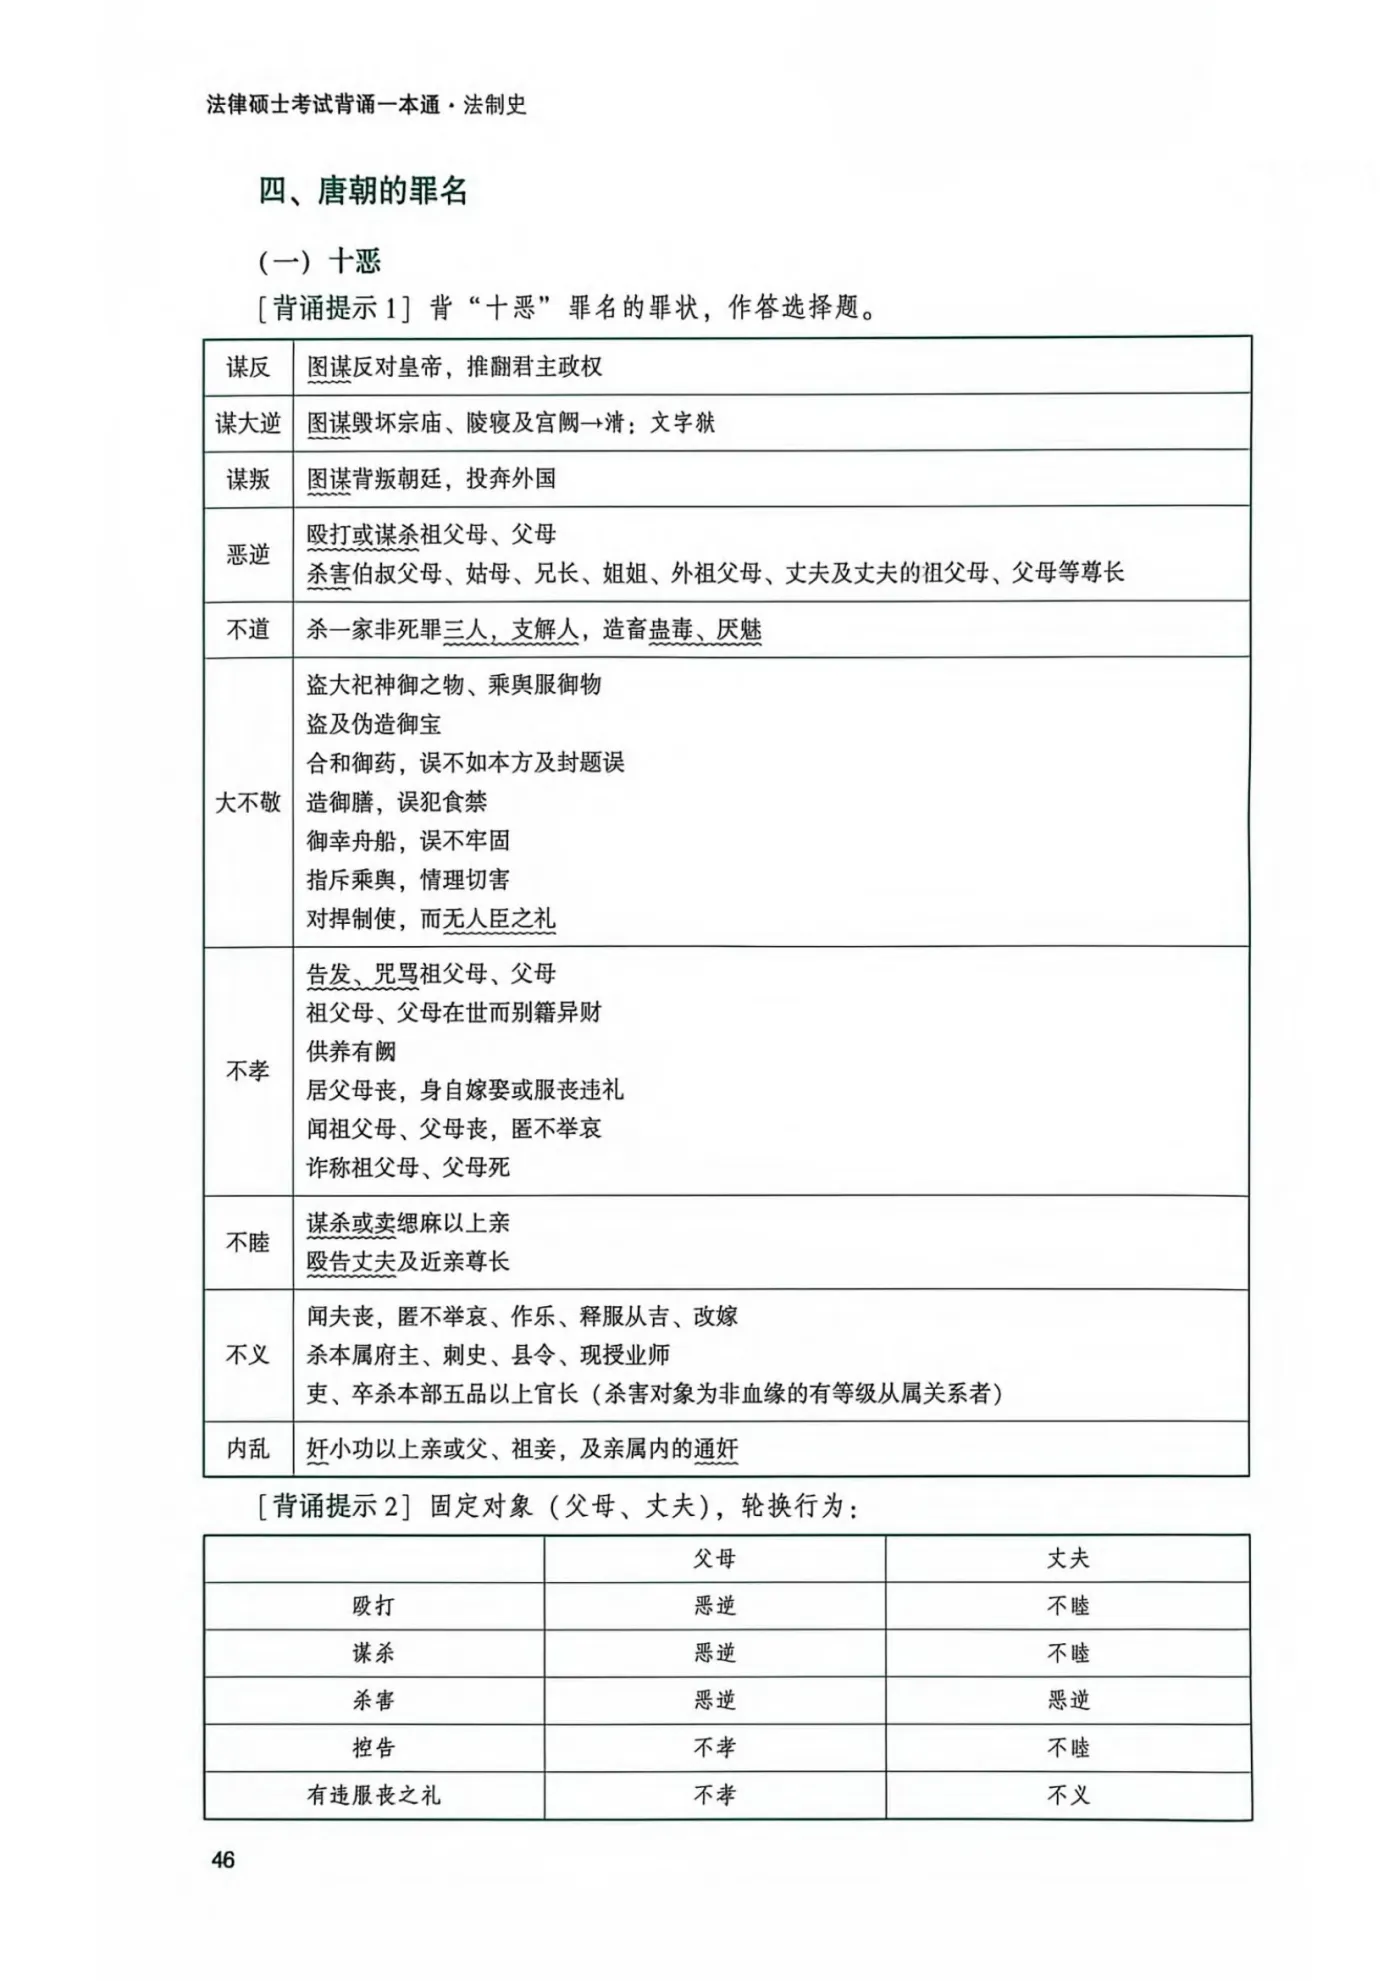 法律硕士考试背诵一本通·法制史
四、唐朝的罪名
(一) 十恶
[背诵提示1] 背“十恶”罪名的罪状，作答选择题。
谋反 图谋反对皇帝，推翻君主政权
谋大逆 图谋毁坏宗庙、陵寝及宫阙→清：文字狱
谋叛 图谋背叛朝廷，投奔外国
恶逆
殴打或谋杀祖父母、父母
杀害伯叔父母、姑母、兄长、姐姐、外祖父母、丈夫及丈夫的祖父母、父母等尊长
不道 杀一家非死罪三人，支解人，造畜蛊毒、厌魅
大不敬
盗大祀神御之物、乘舆服御物
盗及伪造御宝
合和御药，误不如本方及封题误
造御膳，误犯食禁
御幸舟船，误不牢固
指斥乘舆，情理切害
对捍制使，而无人臣之礼
不孝
告发、咒骂祖父母、父母
祖父母、父母在世而别籍异财
供养有阙
居父母丧，身自嫁娶或服丧违礼
闻祖父母、父母丧，匿不举哀
诈称祖父母、父母死
不睦
谋杀或卖缌麻以上亲
殴告丈夫及近亲尊长
不义
闻夫丧，匿不举哀、作乐、释服从吉、改嫁
杀本属府主、刺史、县令、现授业师
吏、卒杀本部五品以上官长（杀害对象为非血缘的有等级从属关系者）
内乱 奸小功以上亲或父、祖妾，及亲属内的通奸
[背诵提示2] 固定对象（父母、丈夫），轮换行为：
父母 丈夫
殴打 恶逆 不睦
谋杀 恶逆 不睦
杀害 恶逆 恶逆
控告 不孝 不睦
有违服丧之礼 不孝 不义
46